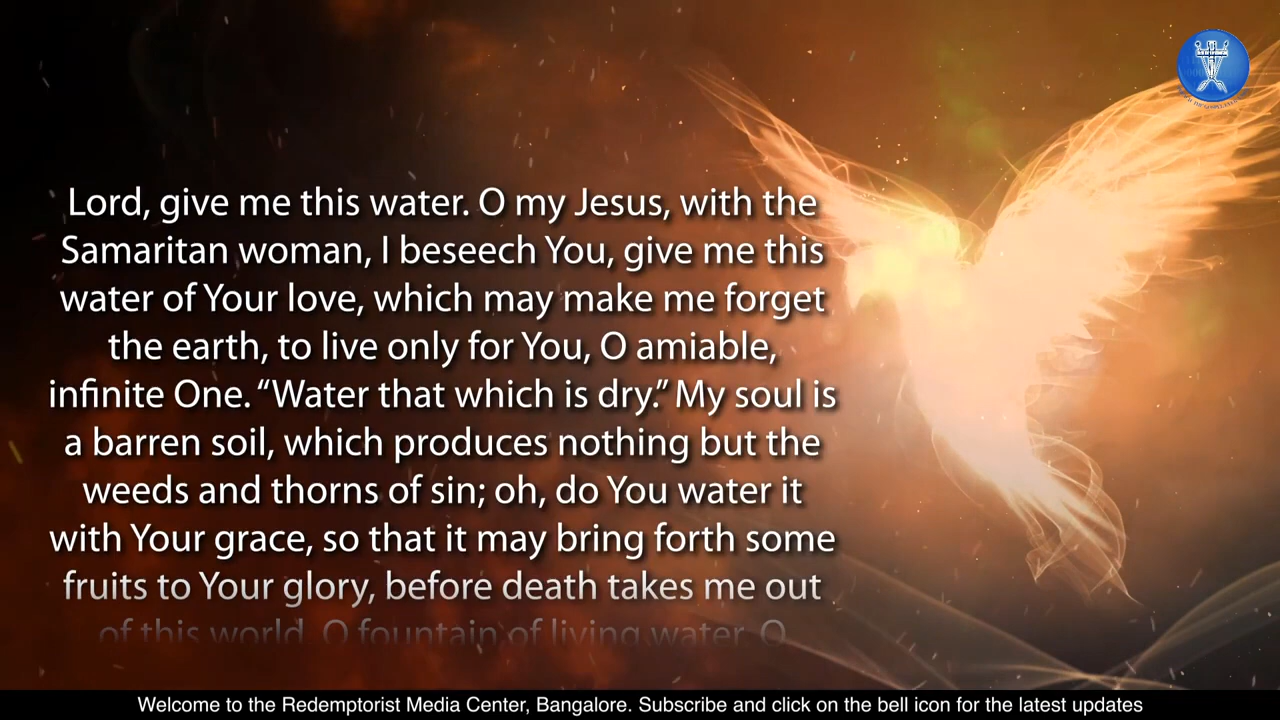 Lord, give me this water. O my Jesus, with the
Samaritan woman, I beseech You, give me this
water of Your love, which may make me forget
the earth, to live only for You, O amiable,
infinite One. “Water that which is dry.” My soul is
a barren soil, which produces nothing but the
weeds and thorns of sin; oh, do You water it
with Your grace, so that it may bring forth some
fruits to Your glory, before death takes me out
of this world. O fountain of living water, O
Welcome to the Redemptorist Media Center, Bangalore. Subscribe and click on the bell icon for the latest updates